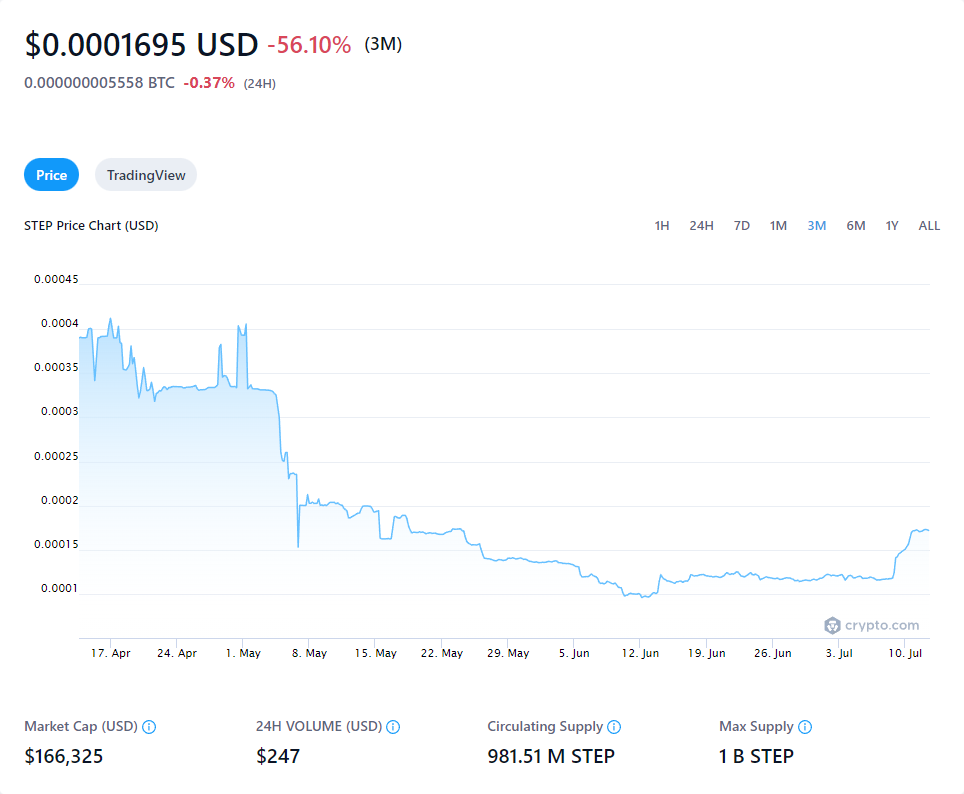 $0.0001695 USD -56.10% (3M)
0.000000005558 BTC -0.37% (24H)
Price TradingView
STEP Price Chart (USD) 1H 24H 7D 1M 3M 6M 1Y ALL
0.00045
0.0004
0.00035
0.0003
0.00025
0.0002
0.00015
0.0001
crypto.com
17. Apr 24. Apr 1. May 8. May 15. May 22. May 29. May 5. Jun 12. Jun 19. Jun 26. Jun 3. Jul 10. Jul
Market Cap (USD) 24H VOLUME (USD) Circulating Supply Max Supply
$166,325 $247 981.51 M STEP 1 B STEP